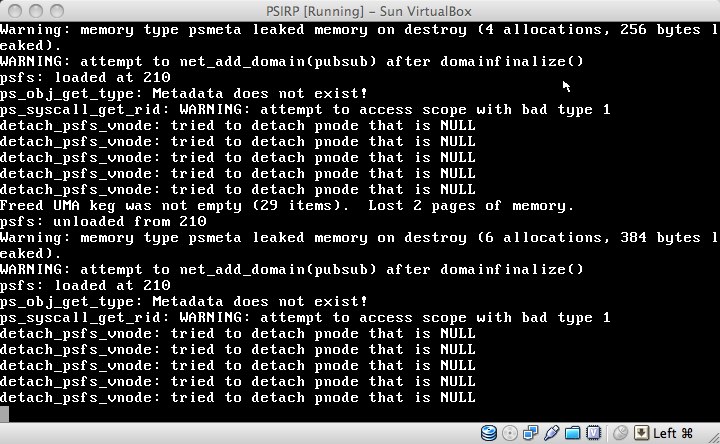 PSIRP [Running] – Sun VirtualBox
Warning: memory type psmeta leaked memory on destroy (4 allocations, 256 bytes l
eaked).
WARNING: attempt to net_add_domain(pubsub) after domainfinalize()
psfs: loaded at 210
ps_obj_get_type: Metadata does not exist!
ps_syscall_get_rid: WARNING: attempt to access scope with bad type 1
detach_psfs_vnode: tried to detach pnode that is NULL
detach_psfs_vnode: tried to detach pnode that is NULL
detach_psfs_vnode: tried to detach pnode that is NULL
detach_psfs_vnode: tried to detach pnode that is NULL
detach_psfs_vnode: tried to detach pnode that is NULL
Freed UMA keg was not empty (29 items).  Lost 2 pages of memory.
psfs: unloaded from 210
Warning: memory type psmeta leaked memory on destroy (6 allocations, 384 bytes l
eaked).
WARNING: attempt to net_add_domain(pubsub) after domainfinalize()
psfs: loaded at 210
ps_obj_get_type: Metadata does not exist!
ps_syscall_get_rid: WARNING: attempt to access scope with bad type 1
detach_psfs_vnode: tried to detach pnode that is NULL
detach_psfs_vnode: tried to detach pnode that is NULL
detach_psfs_vnode: tried to detach pnode that is NULL
detach_psfs_vnode: tried to detach pnode that is NULL
detach_psfs_vnode: tried to detach pnode that is NULL
Left ⌘